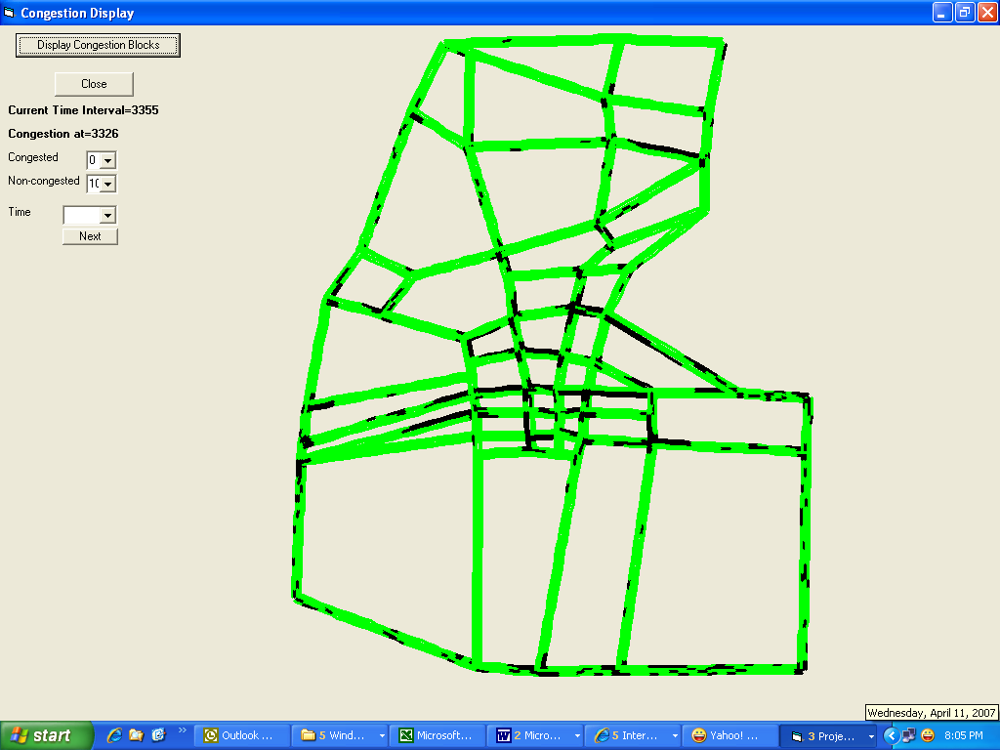 Congestion Display
Display Congestion Blocks
Close
Current Time Interval=3355
Congestion at=3326
Congested 0
Non-congested
Time
Next
Wednesday, April 11, 2007
start
Outlook ...
5 Wind...
Microsoft...
2 Micro...
5 Inter...
Yahoo! ...
3 Proje...
8:05 PM